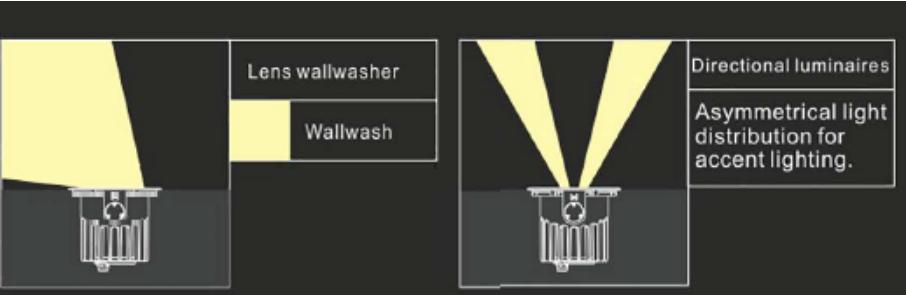 Lens wallwasher
Wallwash
Directional luminaires
Asymmetrical light
distribution for
accent lighting.